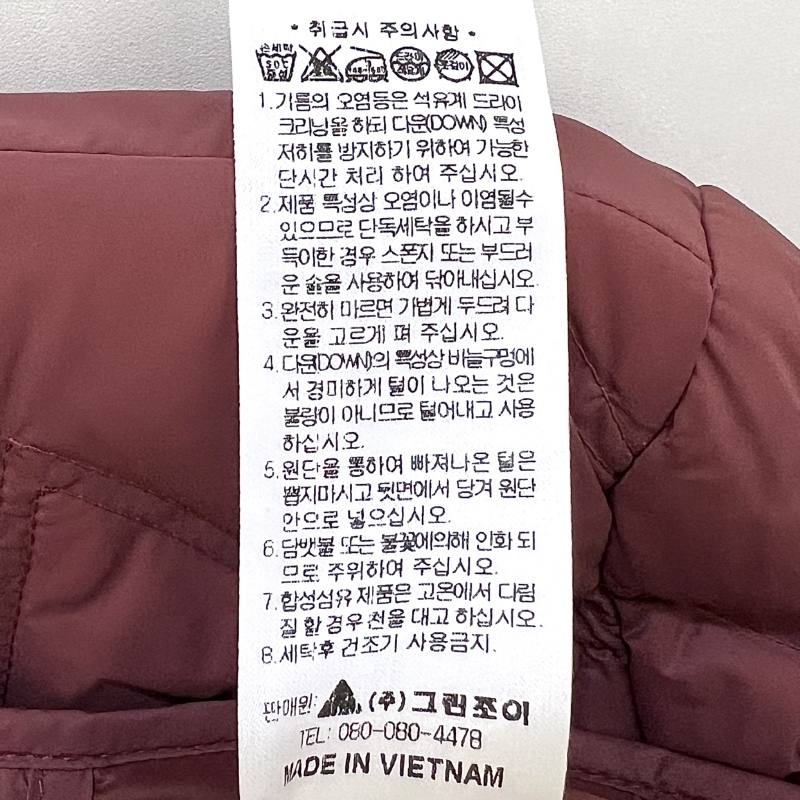 • 취급시 주의사항 •
손세탁
30℃
중성
드라이
석유계
옷걸이
1.기름의 오염등은 석유계 드라이
크리닝을 하되 다운(DOWN) 특성
저하를 방지하기 위하여 가능한
단시간 처리 하여 주십시오.
2.제품 특성상 오염이나 이염될수
있으므로 단독세탁을 하시고 부
득이한 경우 스폰지 또는 부드러
운 솔을 사용하여 닦아내십시오.
3.완전히 마르면 가볍게 두드려 다
운을 고르게 펴 주십시오.
4.다운(DOWN)의 특성상 바늘구멍에
서 경미하게 털이 나오는 것은
불량이 아니므로 털어내고 사용
하십시오.
5.원단을 통하여 빠져나온 털은
뽑지마시고 뒷면에서 당겨 원단
안으로 넣으십시오.
6.담뱃불 또는 불꽃에의해 인화 되
므로 주위하여 주십시오.
7.합성섬유 제품은 고온에서 다림
질 할 경우 천을 대고 하십시오.
8.세탁후 건조기 사용금지.
판매원: (주)그린조이
TEL: 080-080-4478
MADE IN VIETNAM